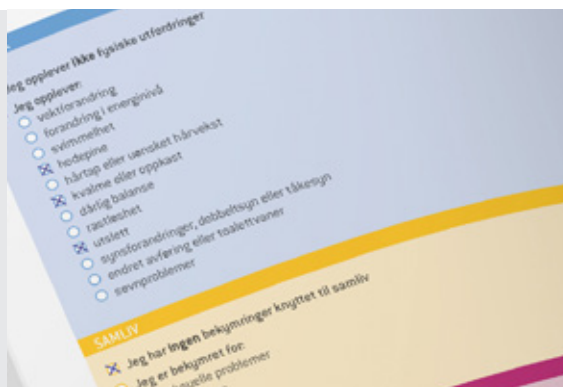 Jeg opplever ikke fysiske utfordringer
Jeg opplever:
vektforandring
forandring i energinivå
svimmelhet
hodepine
hårtap eller uønsket hårvekst
kvalme eller oppkast
dårlig balanse
rastløshet
utslett
synsforandringer, dobbeltsyn eller tåkesyn
endret avføring eller toalettvaner
søvnproblemer
SAMLIV
Jeg har ingen bekymringer knyttet til samliv
Jeg er bekymret for:
problemer